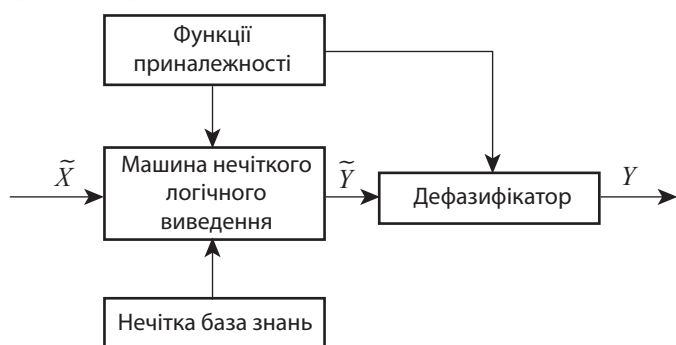 Функції
приналежності
X̃
Машина нечіткого
логічного
виведення
Ỹ
Дефазифікатор
Y
Нечітка база знань